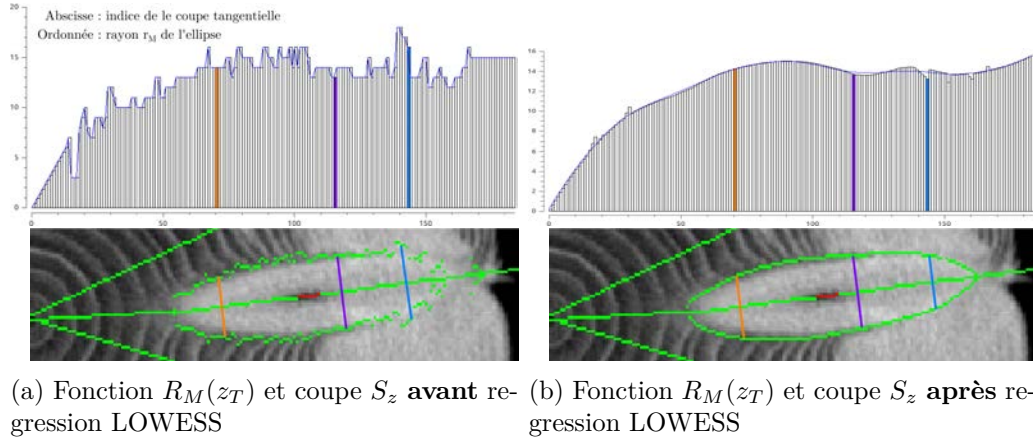 Abscisse : indice de le coupe tangentielle
Ordonnée : rayon r_M de l'ellipse
20
15
10
5
0
0 50 100 150
16
14
12
10
8
6
4
2
0
0 50 100 150
(a) Fonction R_M(z_T) et coupe S_z avant re-
gression LOWESS
(b) Fonction R_M(z_T) et coupe S_z après re-
gression LOWESS